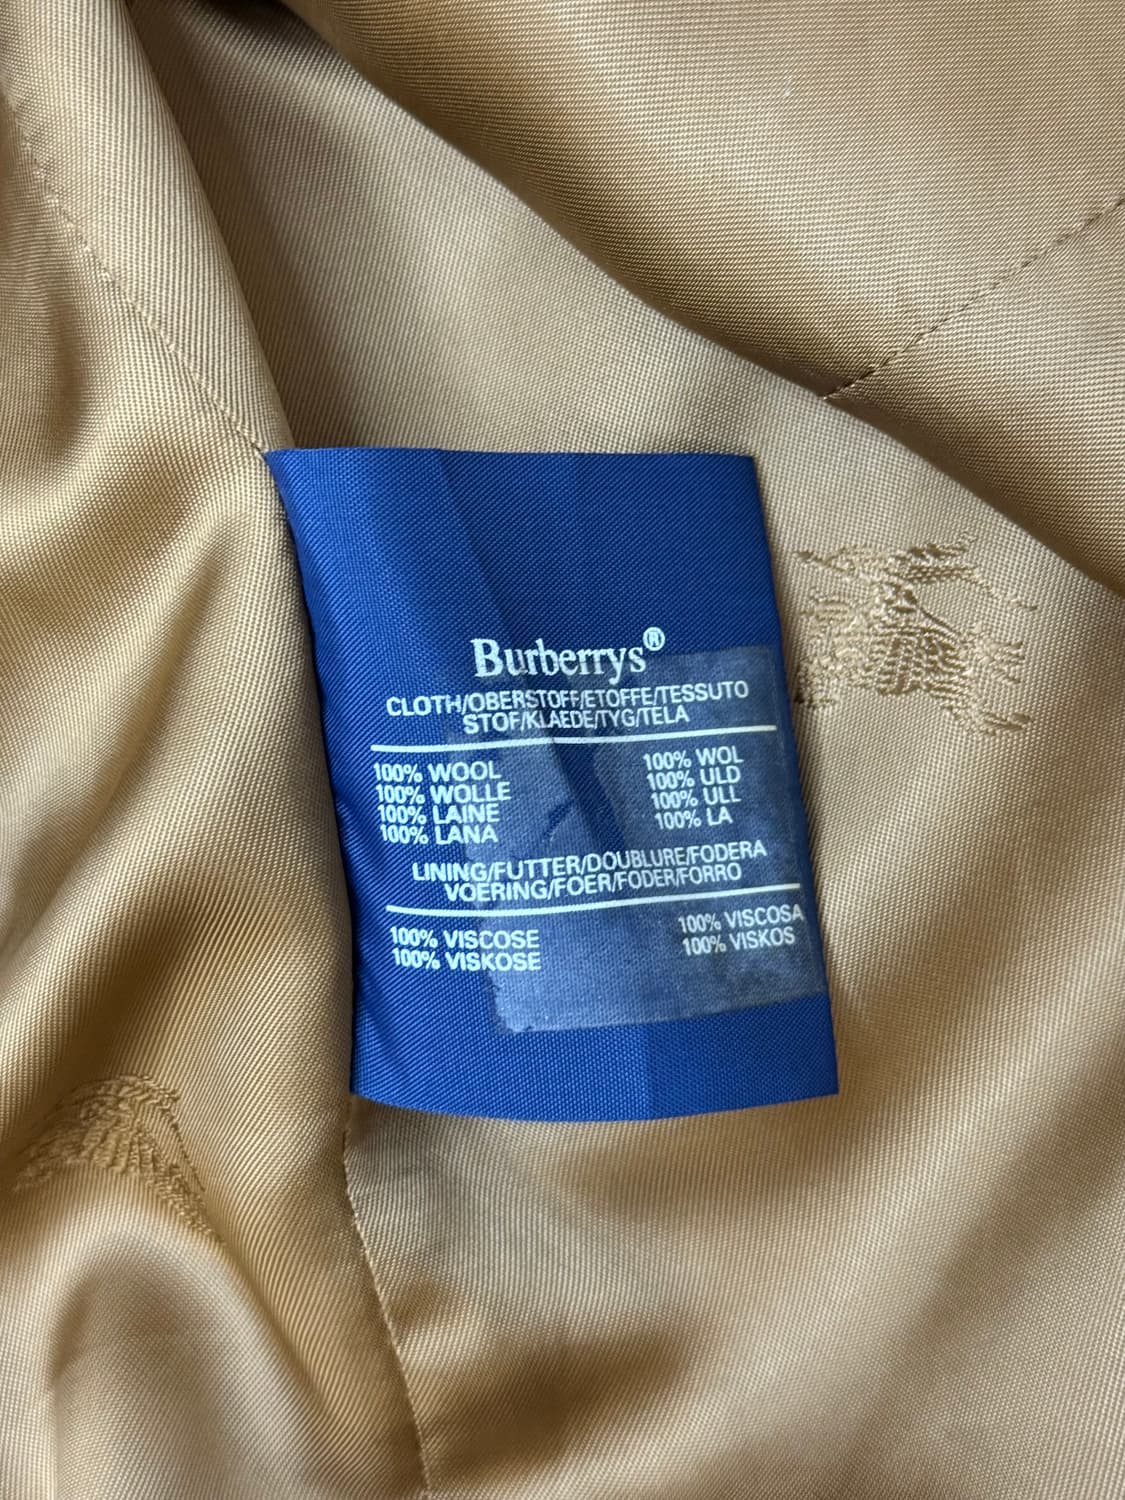 Burberrys®
CLOTH/OBERSTOFF/ETOFFE/TESSUTO
STOF/KLAEDE/TYG/TELA
100% WOOL 100% WOL
100% WOLLE 100% ULD
100% LAINE 100% ULL
100% LANA 100% LA
LINING/FUTTER/DOUBLURE/FODERA
VOERING/FOER/FODER/FORRO
100% VISCOSE 100% VISCOSA
100% VISKOSE 100% VISKOS